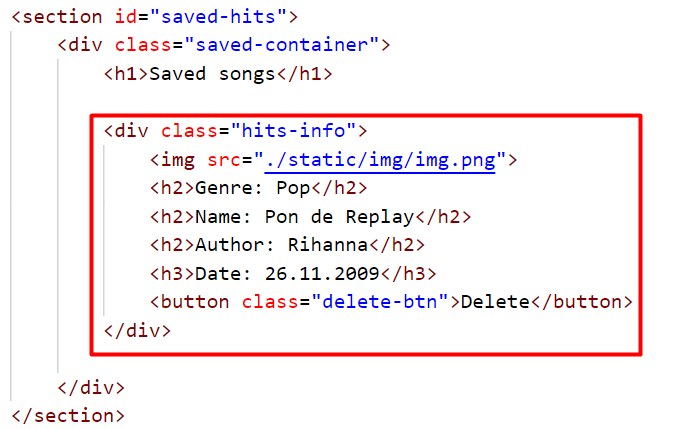 <section id="saved-hits">
<div class="saved-container">
<h1>Saved songs</h1>
<div class="hits-info">
<img src="./static/img/img.png">
<h2>Genre: Pop</h2>
<h2>Name: Pon de Replay</h2>
<h2>Author: Rihanna</h2>
<h3>Date: 26.11.2009</h3>
<button class="delete-btn">Delete</button>
</div>
</div>
</section>